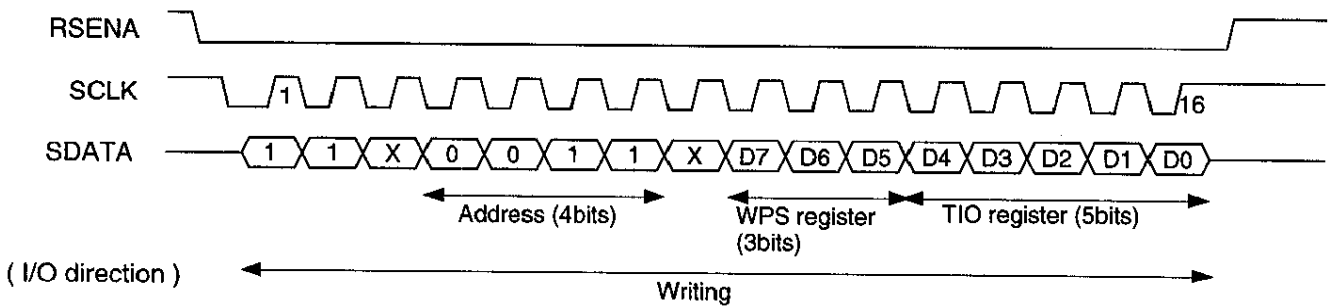 RSENA
SCLK 1 16
SDATA 1 1 X 0 0 1 1 X D7 D6 D5 D4 D3 D2 D1 D0
Address (4bits) WPS register TIO register (5bits)
(3bits)
( I/O direction )
Writing